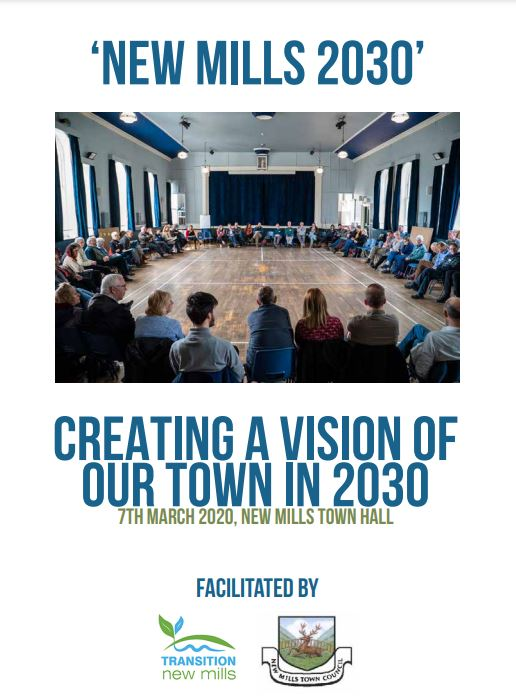 ‘NEW MILLS 2030’
CREATING A VISION OF
OUR TOWN IN 2030
7TH MARCH 2020, NEW MILLS TOWN HALL
FACILITATED BY
TRANSITION
new mills
NEW MILLS TOWN COUNCIL